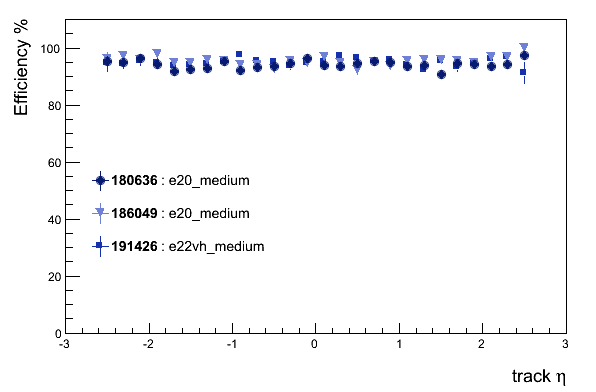 Efficiency %
100
80
60
40
20
0
180636 : e20_medium
186049 : e20_medium
191426 : e22vh_medium
-3 -2 -1 0 1 2 3
track η